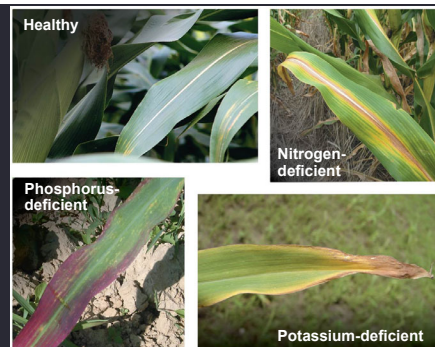 Healthy
Nitrogen-
deficient
Phosphorus-
deficient
Potassium-deficient